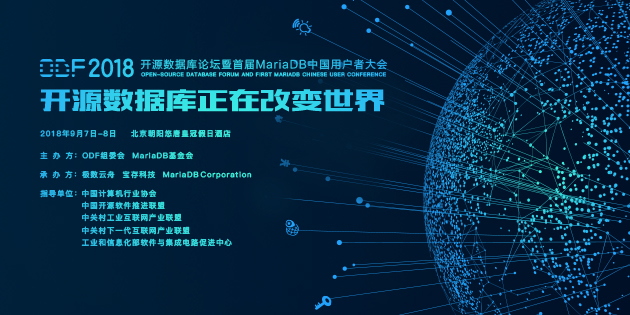 ODF2018 开源数据库论坛暨首届MariaDB中国用户者大会
OPEN-SOURCE DATABASE FORUM AND FIRST MARIADB CHINESE USER CONFERENCE
开源数据库正在改变世界
2018年9月7日-8日 北京朝阳悠唐皇冠假日酒店
主 办 方：ODF组委会 MariaDB基金会
承 办 方：极数云舟 宝存科技 MariaDB Corporation
指导单位：中国计算机行业协会
中国开源软件推进联盟
中关村工业互联网产业联盟
中关村下一代互联网产业联盟
工业和信息化部软件与集成电路促进中心